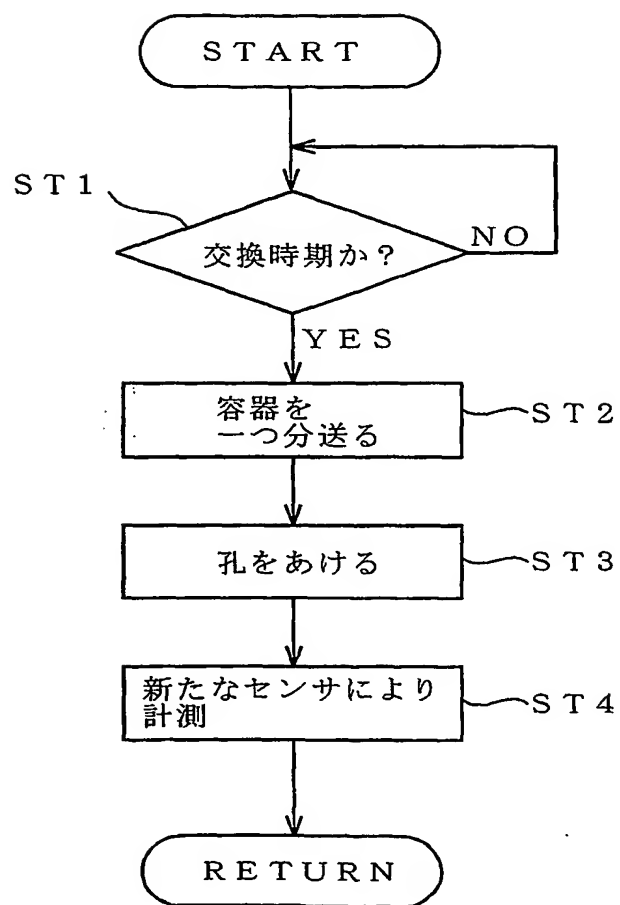 START
ST1
交換時期か?
NO
YES
容器を
一つ分送る
ST2
孔をあける
ST3
新たなセンサにより
計測
ST4
RETURN